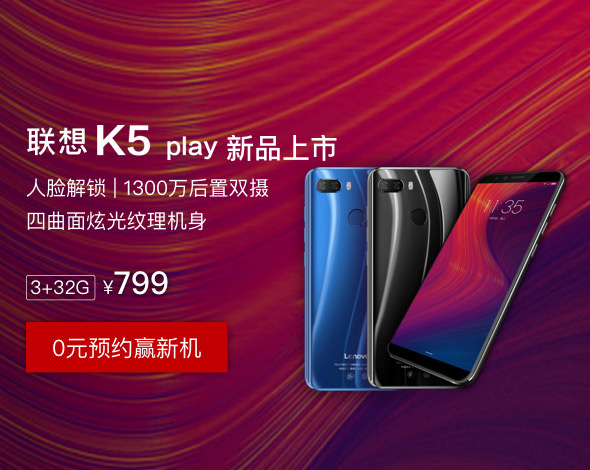 联想 K5 play 新品上市
人脸解锁 | 1300万后置双摄
四曲面炫光纹理机身
3+32G ¥799
0元预约赢新机
11:35
Lenovo